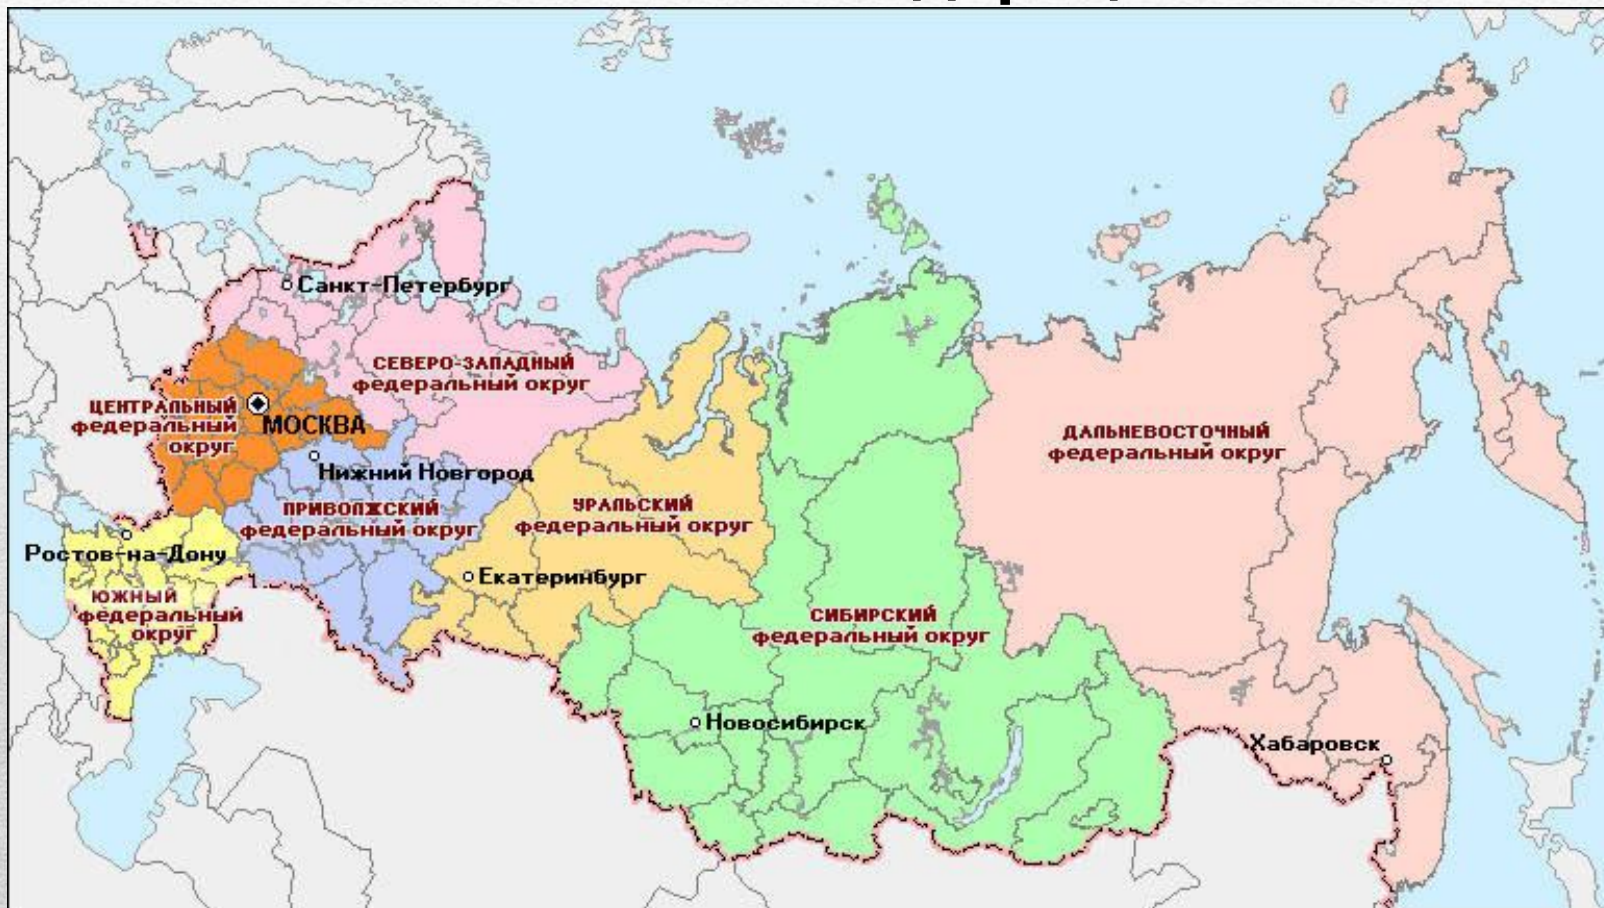 Санкт-Петербург
СЕВЕРО-ЗАПАДНЫЙ
федеральный округ
ЦЕНТРАЛЬНЫЙ
федеральный
округ
МОСКВА
Нижний Новгород
ПРИВОЛЖСКИЙ
федеральный округ
УРАЛЬСКИЙ
федеральный округ
ДАЛЬНЕВОСТОЧНЫЙ
федеральный округ
Ростов-на-Дону
ЮЖНЫЙ
федеральный
округ
Екатеринбург
СИБИРСКИЙ
федеральный округ
Новосибирск
Хабаровск